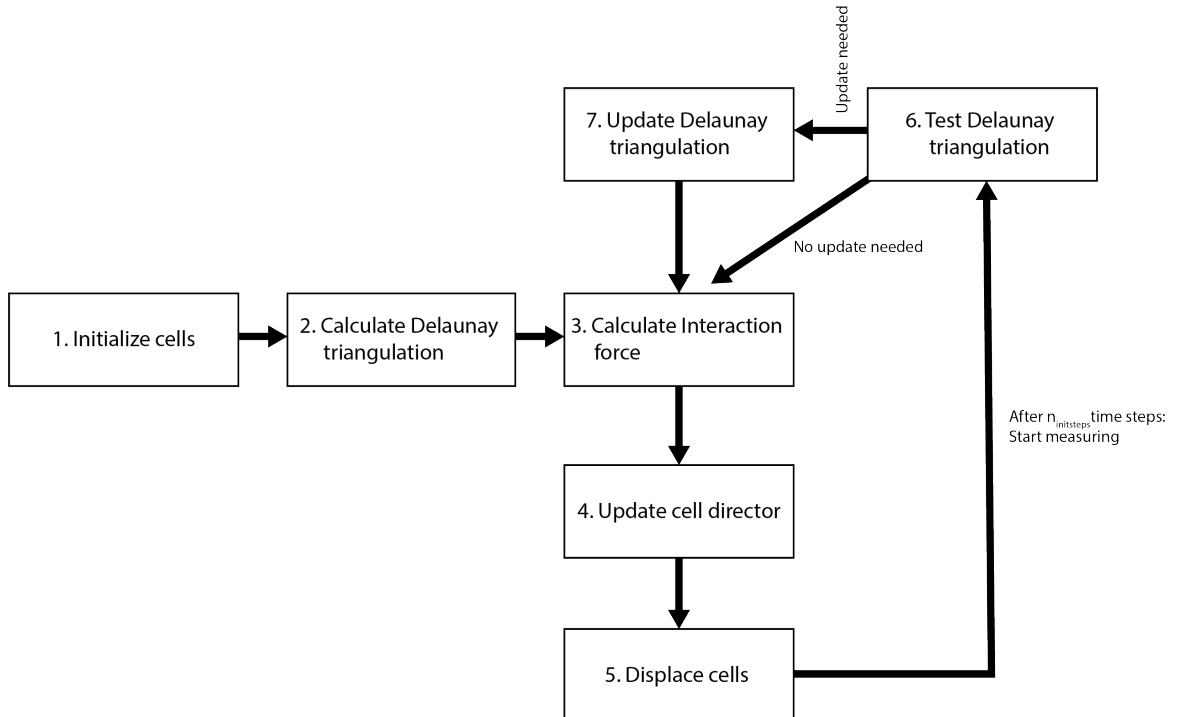 Update needed
7. Update Delaunay
triangulation
6. Test Delaunay
triangulation
No update needed
1. Initialize cells
2. Calculate Delaunay
triangulation
3. Calculate Interaction
force
After ninitsteps time steps:
Start measuring
4. Update cell director
5. Displace cells